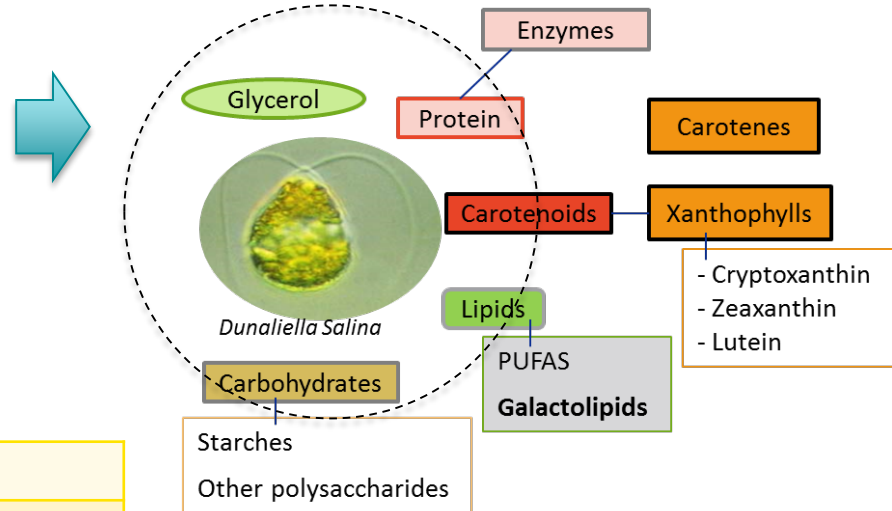 Enzymes
Glycerol
Protein
Carotenes
Carotenoids
Xanthophylls
- Cryptoxanthin
- Zeaxanthin
- Lutein
Lipids
Dunaliella Salina
PUFAS
Galactolipids
Carbohydrates
Starches
Other polysaccharides